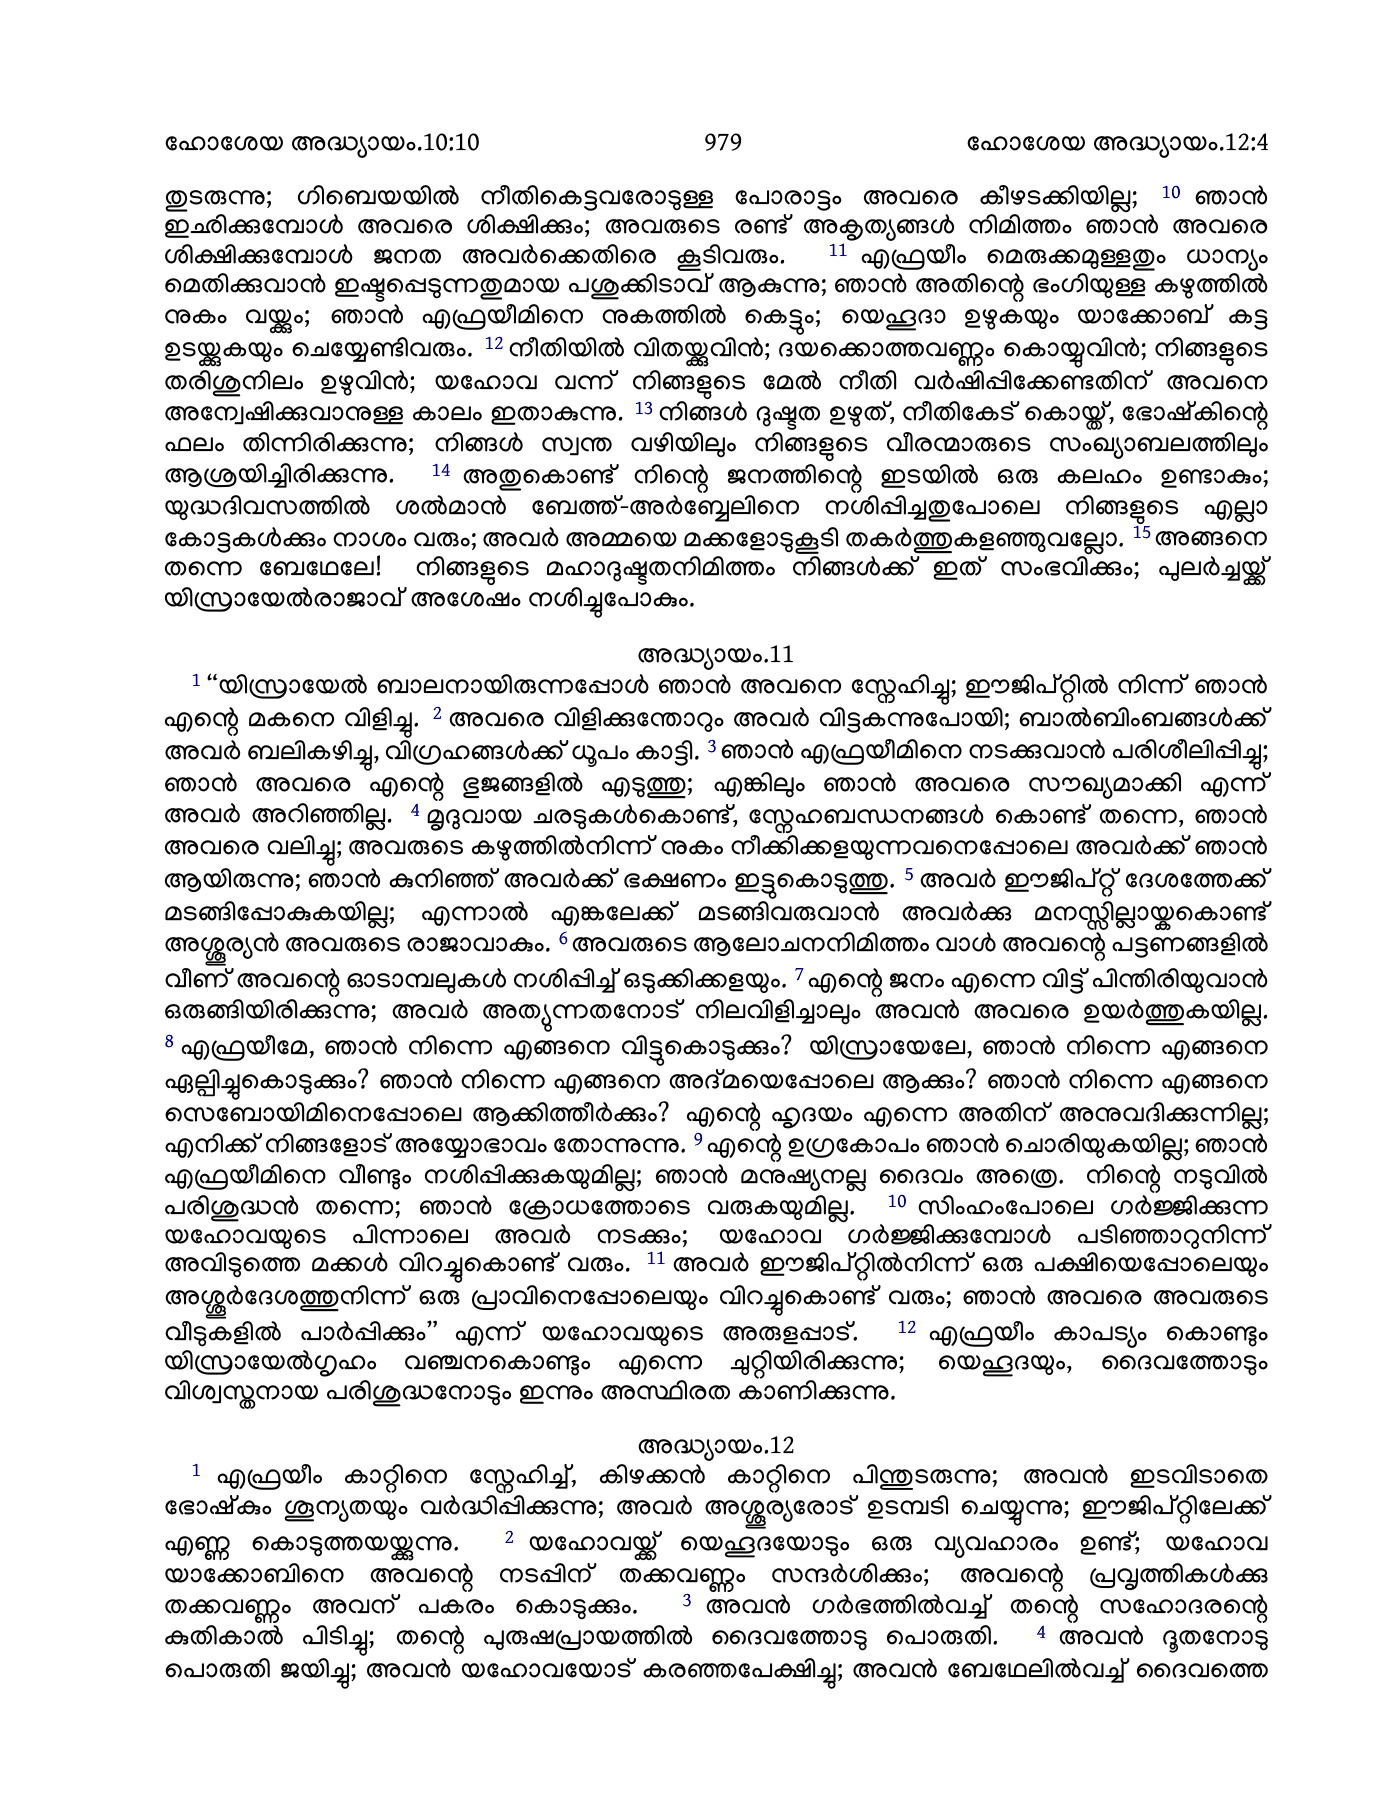 ഹോശേയ അദ്ധ്യായം.10:10 979 ഹോശേയ അദ്ധ്യായം.12:4
തുടരുന്നു; ഗിബെയയിൽ നീതികെട്ടവരോടുള്ള പോരാട്ടം അവരെ കീഴടക്കിയില്ല; 10 ഞാൻ
ഇഛിക്കുമ്പോൾ അവരെ ശിക്ഷിക്കും; അവരുടെ രണ്ട് അകൃത്യങ്ങൾ നിമിത്തം ഞാൻ അവരെ
ശിക്ഷിക്കുമ്പോൾ ജനത അവർക്കെതിരെ കൂടിവരും. 11 എഫ്രയീം മെരുക്കമുള്ളതും ധാന്യം
മെതിക്കുവാൻ ഇഷ്ടപ്പെടുന്നതുമായ പശുക്കിടാവ് ആകുന്നു; ഞാൻ അതിന്റെ ഭംഗിയുള്ള കഴുത്തിൽ
നുകം വയ്ക്കും; ഞാൻ എഫ്രയീമിനെ നുകത്തിൽ കെട്ടും; യെഹൂദാ ഉഴുകയും യാക്കോബ് കട്ട
ഉടയ്ക്കുകയും ചെയ്യേണ്ടിവരും. 12 നീതിയിൽ വിതയ്ക്കുവിൻ; ദയക്കൊത്തവണ്ണം കൊയ്യുവിൻ; നിങ്ങളുടെ
തരിശുനിലം ഉഴുവിൻ; യഹോവ വന്ന് നിങ്ങളുടെ മേൽ നീതി വർഷിപ്പിക്കേണ്ടതിന് അവനെ
അന്വേഷിക്കുവാനുള്ള കാലം ഇതാകുന്നു. 13 നിങ്ങൾ ദുഷ്ടത ഉഴുത്, നീതികേട് കൊയ്ത്, ഭോഷ്കിന്റെ
ഫലം തിന്നിരിക്കുന്നു; നിങ്ങൾ സ്വന്ത വഴിയിലും നിങ്ങളുടെ വീരന്മാരുടെ സംഖ്യാബലത്തിലും
ആശ്രയിച്ചിരിക്കുന്നു. 14 അതുകൊണ്ട് നിന്റെ ജനത്തിന്റെ ഇടയിൽ ഒരു കലഹം ഉണ്ടാകും;
യുദ്ധദിവസത്തിൽ ശൽമാൻ ബേത്ത്-അർബ്ബേലിനെ നശിപ്പിച്ചതുപോലെ നിങ്ങളുടെ എല്ലാ
കോട്ടകൾക്കും നാശം വരും; അവർ അമ്മയെ മക്കളോടുകൂടി തകർത്തുകളഞ്ഞുവല്ലോ. 15 അങ്ങനെ
തന്നെ ബേഥേലേ! നിങ്ങളുടെ മഹാദുഷ്ടതനിമിത്തം നിങ്ങൾക്ക് ഇത് സംഭവിക്കും; പുലർച്ചയ്ക്ക്
യിസ്രായേൽരാജാവ് അശേഷം നശിച്ചുപോകും.
അദ്ധ്യായം.11
1 “യിസ്രായേൽ ബാലനായിരുന്നപ്പോൾ ഞാൻ അവനെ സ്നേഹിച്ചു; ഈജിപ്റ്റിൽ നിന്ന് ഞാൻ
എന്റെ മകനെ വിളിച്ചു. 2 അവരെ വിളിക്കുന്തോറും അവർ വിട്ടകന്നുപോയി; ബാൽബിംബങ്ങൾക്ക്
അവർ ബലികഴിച്ചു, വിഗ്രഹങ്ങൾക്ക് ധൂപം കാട്ടി. 3 ഞാൻ എഫ്രയീമിനെ നടക്കുവാൻ പരിശീലിപ്പിച്ചു;
ഞാൻ അവരെ എന്റെ ഭുജങ്ങളിൽ എടുത്തു; എങ്കിലും ഞാൻ അവരെ സൗഖ്യമാക്കി എന്ന്
അവർ അറിഞ്ഞില്ല. 4 മൃദുവായ ചരടുകൾകൊണ്ട്, സ്നേഹബന്ധനങ്ങൾ കൊണ്ട് തന്നെ, ഞാൻ
അവരെ വലിച്ചു; അവരുടെ കഴുത്തിൽനിന്ന് നുകം നീക്കിക്കളയുന്നവനെപ്പോലെ അവർക്ക് ഞാൻ
ആയിരുന്നു; ഞാൻ കുനിഞ്ഞ് അവർക്ക് ഭക്ഷണം ഇട്ടുകൊടുത്തു. 5 അവർ ഈജിപ്റ്റ് ദേശത്തേക്ക്
മടങ്ങിപ്പോകുകയില്ല; എന്നാൽ എങ്കലേക്ക് മടങ്ങിവരുവാൻ അവർക്കു മനസ്സില്ലായ്കകൊണ്ട്
അശ്ശൂര്യൻ അവരുടെ രാജാവാകും. 6 അവരുടെ ആലോചനനിമിത്തം വാൾ അവന്റെ പട്ടണങ്ങളിൽ
വീണ് അവന്റെ ഓടാമ്പലുകൾ നശിപ്പിച്ച് ഒടുക്കിക്കളയും. 7 എന്റെ ജനം എന്നെ വിട്ട് പിന്തിരിയുവാൻ
ഒരുങ്ങിയിരിക്കുന്നു; അവർ അത്യുന്നതനോട് നിലവിളിച്ചാലും അവൻ അവരെ ഉയർത്തുകയില്ല.
8 എഫ്രയീമേ, ഞാൻ നിന്നെ എങ്ങനെ വിട്ടുകൊടുക്കും? യിസ്രായേലേ, ഞാൻ നിന്നെ എങ്ങനെ
ഏല്പിച്ചുകൊടുക്കും? ഞാൻ നിന്നെ എങ്ങനെ അദ്മയെപ്പോലെ ആക്കും? ഞാൻ നിന്നെ എങ്ങനെ
സെബോയിമിനെപ്പോലെ ആക്കിത്തീർക്കും? എന്റെ ഹൃദയം എന്നെ അതിന് അനുവദിക്കുന്നില്ല;
എനിക്ക് നിങ്ങളോട് അയ്യോഭാവം തോന്നുന്നു. 9 എന്റെ ഉഗ്രകോപം ഞാൻ ചൊരിയുകയില്ല; ഞാൻ
എഫ്രയീമിനെ വീണ്ടും നശിപ്പിക്കുകയുമില്ല; ഞാൻ മനുഷ്യനല്ല ദൈവം അത്രെ. നിന്റെ നടുവിൽ
പരിശുദ്ധൻ തന്നെ; ഞാൻ ക്രോധത്തോടെ വരുകയുമില്ല. 10 സിംഹംപോലെ ഗർജ്ജിക്കുന്ന
യഹോവയുടെ പിന്നാലെ അവർ നടക്കും; യഹോവ ഗർജ്ജിക്കുമ്പോൾ പടിഞ്ഞാറുനിന്ന്
അവിടുത്തെ മക്കൾ വിറച്ചുകൊണ്ട് വരും. 11 അവർ ഈജിപ്റ്റിൽനിന്ന് ഒരു പക്ഷിയെപ്പോലെയും
അശ്ശൂർദേശത്തുനിന്ന് ഒരു പ്രാവിനെപ്പോലെയും വിറച്ചുകൊണ്ട് വരും; ഞാൻ അവരെ അവരുടെ
വീടുകളിൽ പാർപ്പിക്കും” എന്ന് യഹോവയുടെ അരുളപ്പാട്. 12 എഫ്രയീം കാപട്യം കൊണ്ടും
യിസ്രായേൽഗൃഹം വഞ്ചനകൊണ്ടും എന്നെ ചുറ്റിയിരിക്കുന്നു; യെഹൂദയും, ദൈവത്തോടും
വിശ്വസ്തനായ പരിശുദ്ധനോടും ഇന്നും അസ്ഥിരത കാണിക്കുന്നു.
അദ്ധ്യായം.12
1 എഫ്രയീം കാറ്റിനെ സ്നേഹിച്ച്, കിഴക്കൻ കാറ്റിനെ പിന്തുടരുന്നു; അവൻ ഇടവിടാതെ
ഭോഷ്കും ശൂന്യതയും വർദ്ധിപ്പിക്കുന്നു; അവർ അശ്ശൂര്യരോട് ഉടമ്പടി ചെയ്യുന്നു; ഈജിപ്റ്റിലേക്ക്
എണ്ണ കൊടുത്തയയ്ക്കുന്നു. 2 യഹോവയ്ക്ക് യെഹൂദയോടും ഒരു വ്യവഹാരം ഉണ്ട്; യഹോവ
യാക്കോബിനെ അവന്റെ നടപ്പിന് തക്കവണ്ണം സന്ദർശിക്കും; അവന്റെ പ്രവൃത്തികൾക്കു
തക്കവണ്ണം അവന് പകരം കൊടുക്കും. 3 അവൻ ഗർഭത്തിൽവച്ച് തന്റെ സഹോദരന്റെ
കുതികാൽ പിടിച്ചു; തന്റെ പുരുഷപ്രായത്തിൽ ദൈവത്തോടു പൊരുതി. 4 അവൻ ദൂതനോടു
പൊരുതി ജയിച്ചു; അവൻ യഹോവയോട് കരഞ്ഞപേക്ഷിച്ചു; അവൻ ബേഥേലിൽവച്ച് ദൈവത്തെ